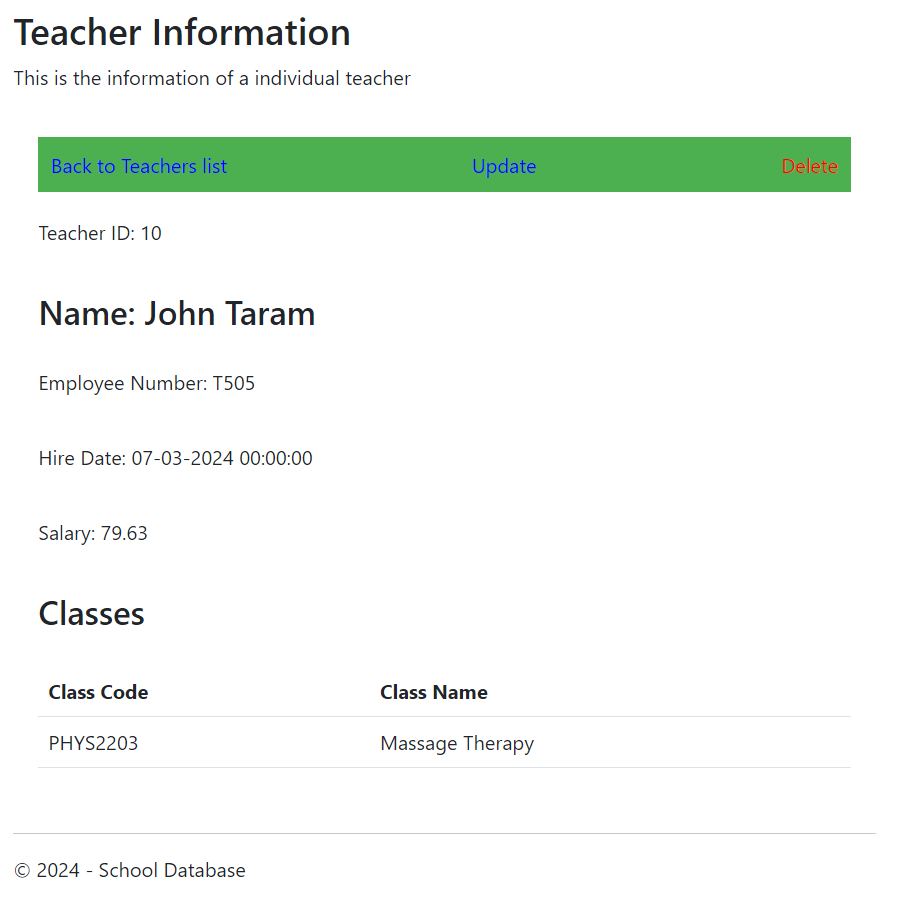 Teacher Information
This is the information of a individual teacher
Back to Teachers list Update Delete
Teacher ID: 10
Name: John Taram
Employee Number: T505
Hire Date: 07-03-2024 00:00:00
Salary: 79.63
Classes
Class Code Class Name
PHYS2203 Massage Therapy
© 2024 - School Database